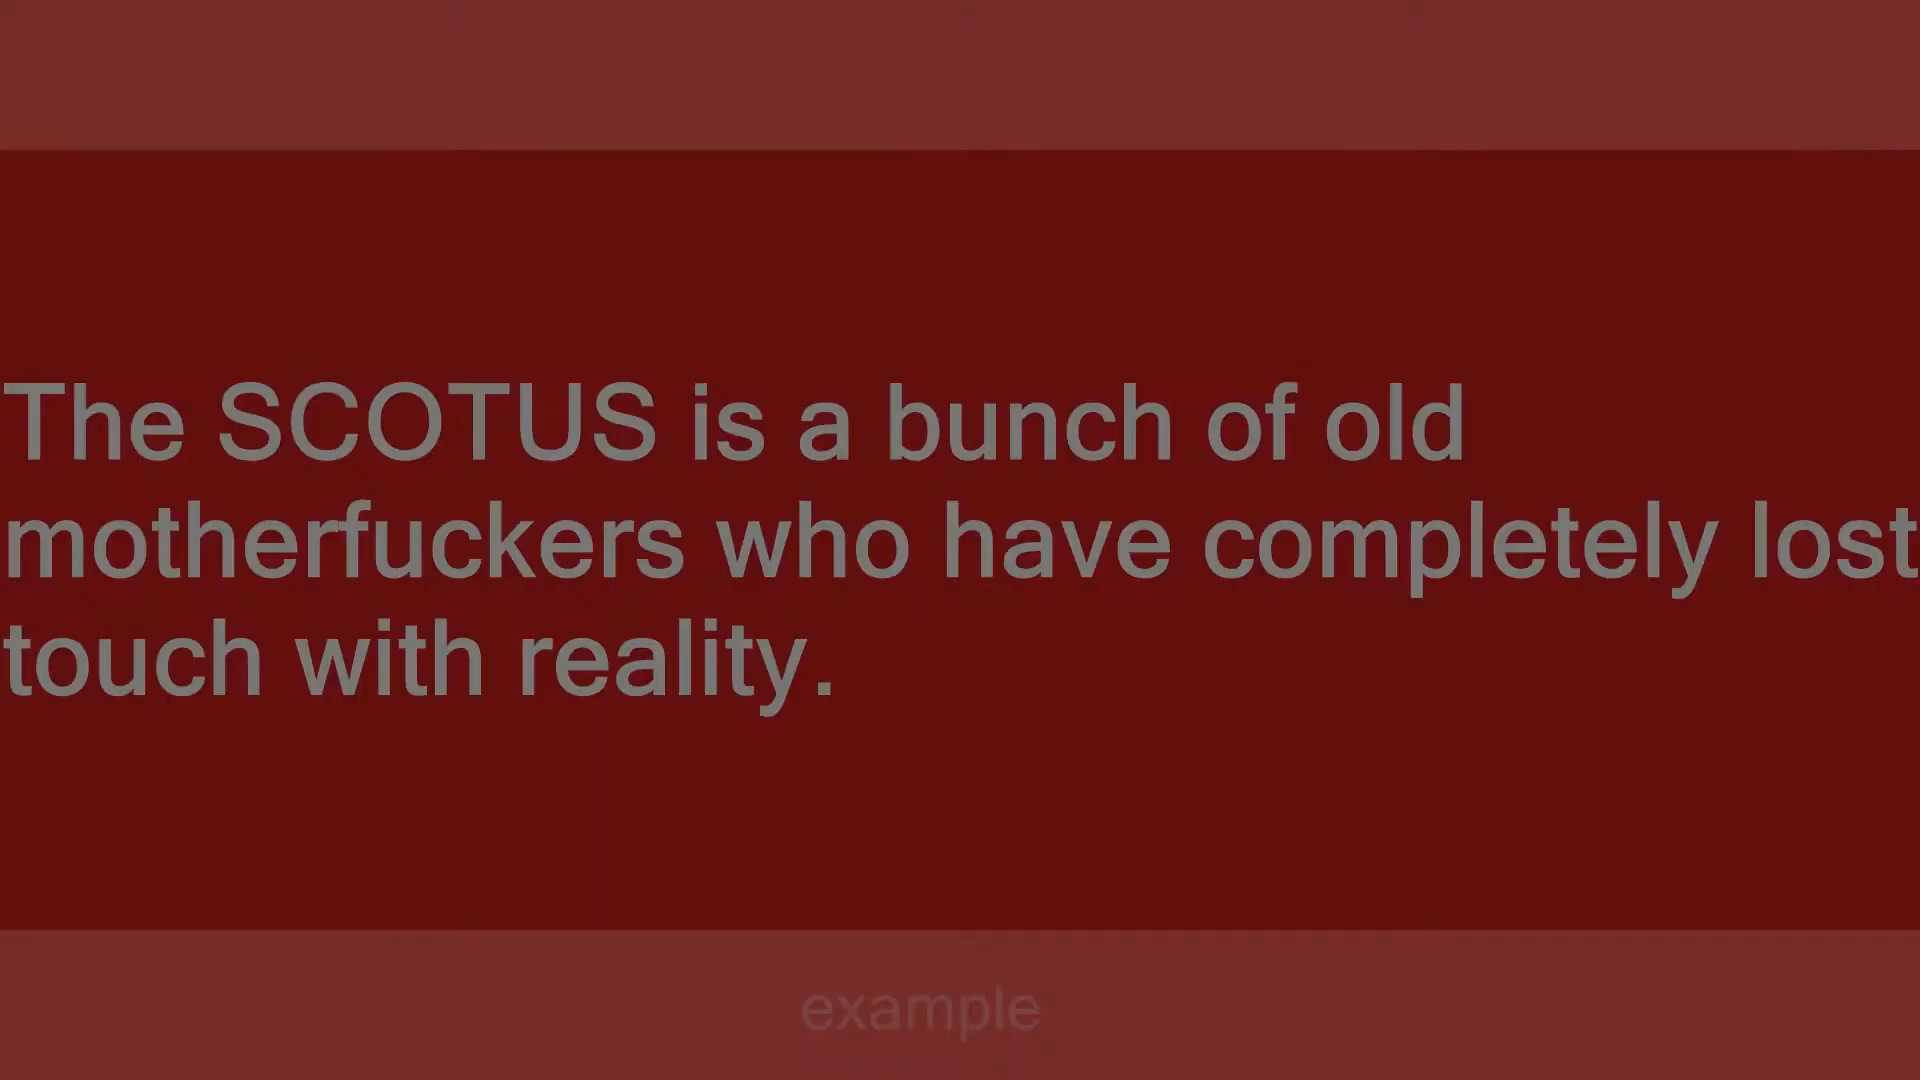 The SCOTUS is a bunch of old
motherfuckers who have completely lost
touch with reality.
example